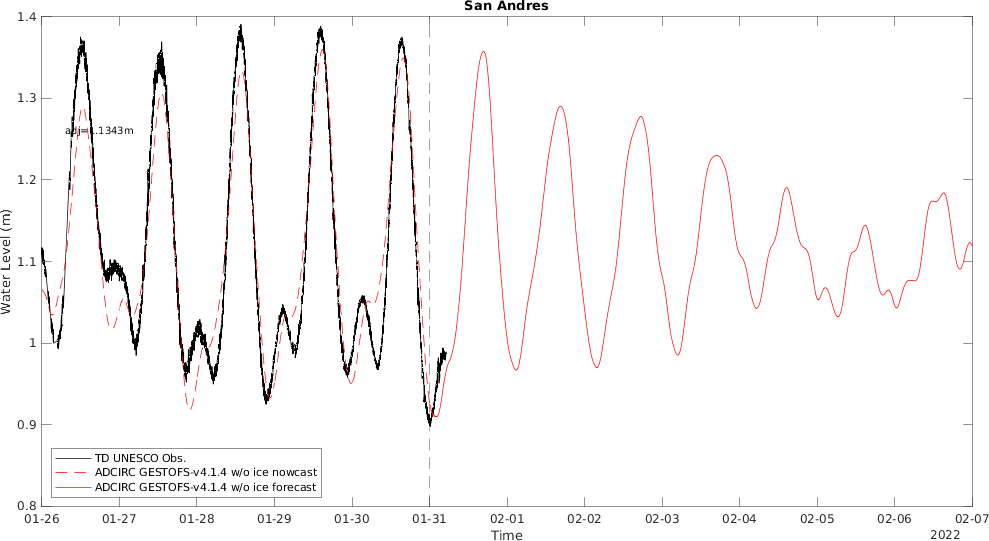 San Andres
1.4
1.3
1.2
1.1
1
0.9
0.8
Water Level (m)
adj=1.1343m
TD UNESCO Obs.
ADCIRC GESTOFS-v4.1.4 w/o ice nowcast
ADCIRC GESTOFS-v4.1.4 w/o ice forecast
01-26 01-27 01-28 01-29 01-30 01-31 02-01 02-02 02-03 02-04 02-05 02-06 02-07
Time
2022